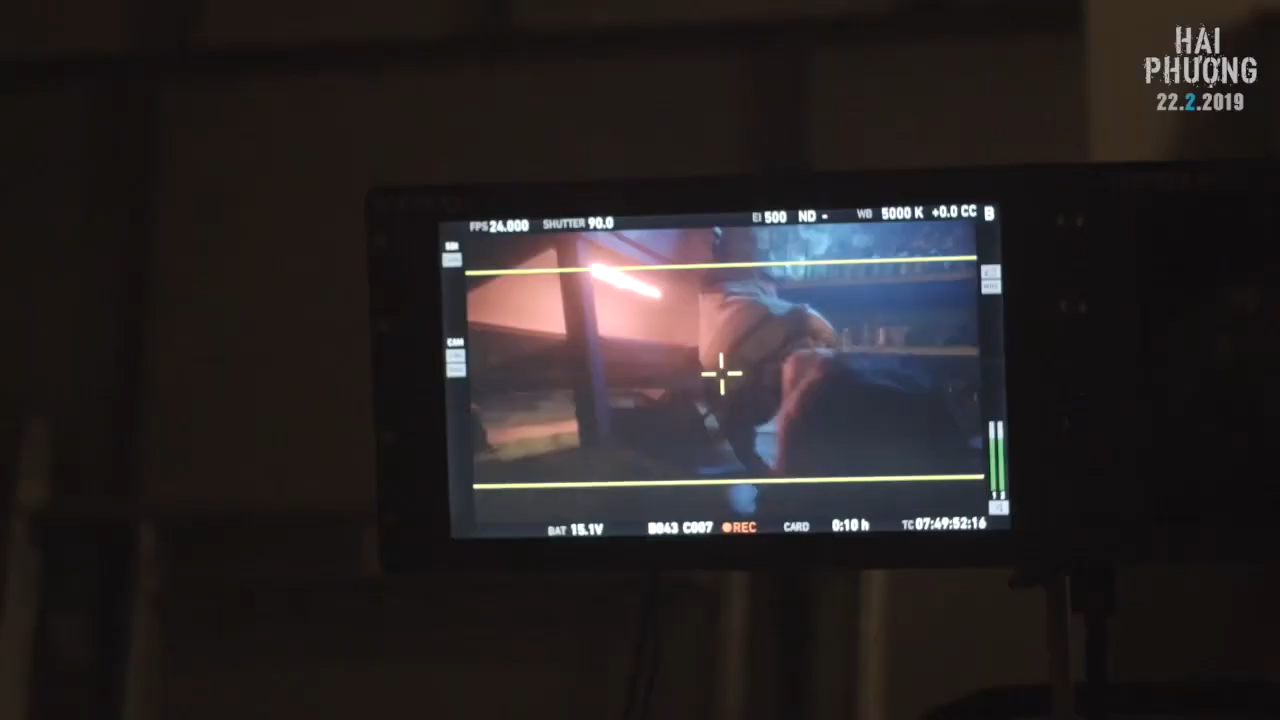 HAI
PHƯỢNG
22.2.2019
FPS 24.000 SHUTTER 90.0 EI 500 ND - WB 5000 K +0.0 CC B
CAM
BAT 15.1V B043 C007 REC CARD 0:10 h TC 07:49:52:16